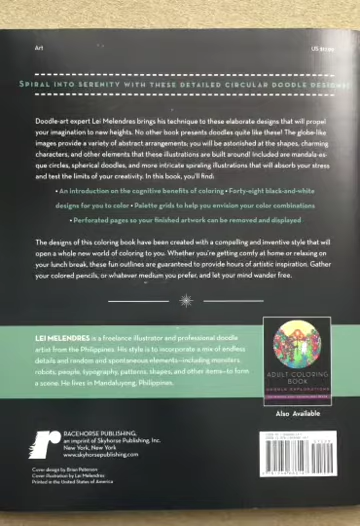 Art
US
SPIRAL INTO SERENITY WITH THESE DETAILED CIRCULAR DOODLE DESIGNS
Doodle-art expert Lei Melendres brings his technique to these elaborate designs that will propel
your imagination to new heights. No other book presents doodles quite like these! The globe-like
images provide a variety of abstract arrangements; you will be astonished at the shapes, charming
characters, and other elements that these illustrations are built around! Included are mandala-es-
que circles, spherical doodles, and more intricate spiraling illustrations that will absorb your stress
and test the limits of your creativity. In this book, you'll find:
• An introduction on the cognitive benefits of coloring • Forty-eight black-and-white
designs for you to color • Palette grids to help you envision your color combinations
• Perforated pages so your finished artwork can be removed and displayed
The designs of this coloring book have been created with a compelling and inventive style that will
open a whole new world of coloring to you. Whether you're getting comfy at home or relaxing on
your lunch break, these fun outlines are guaranteed to provide hours of artistic inspiration. Gather
your colored pencils, or whatever medium you prefer, and let your mind wander free.
LEI MELENDRES is a freelance illustrator and professional doodle
artist from the Philippines. His style is to incorporate a mix of endless
details and random and spontaneous elements—including monsters,
robots, people, typography, patterns, shapes, and other items—to form
a scene. He lives in Mandaluyong, Philippines.
ADULT COLORING
BOOK
Also Available
RACEHORSE PUBLISHING,
an imprint of Skyhorse Publishing, Inc.
New York, New York
www.skyhorsepublishing.com
Cover design by Brian Peterson
Cover illustration by Lei Melendres
Printed in the United States of America